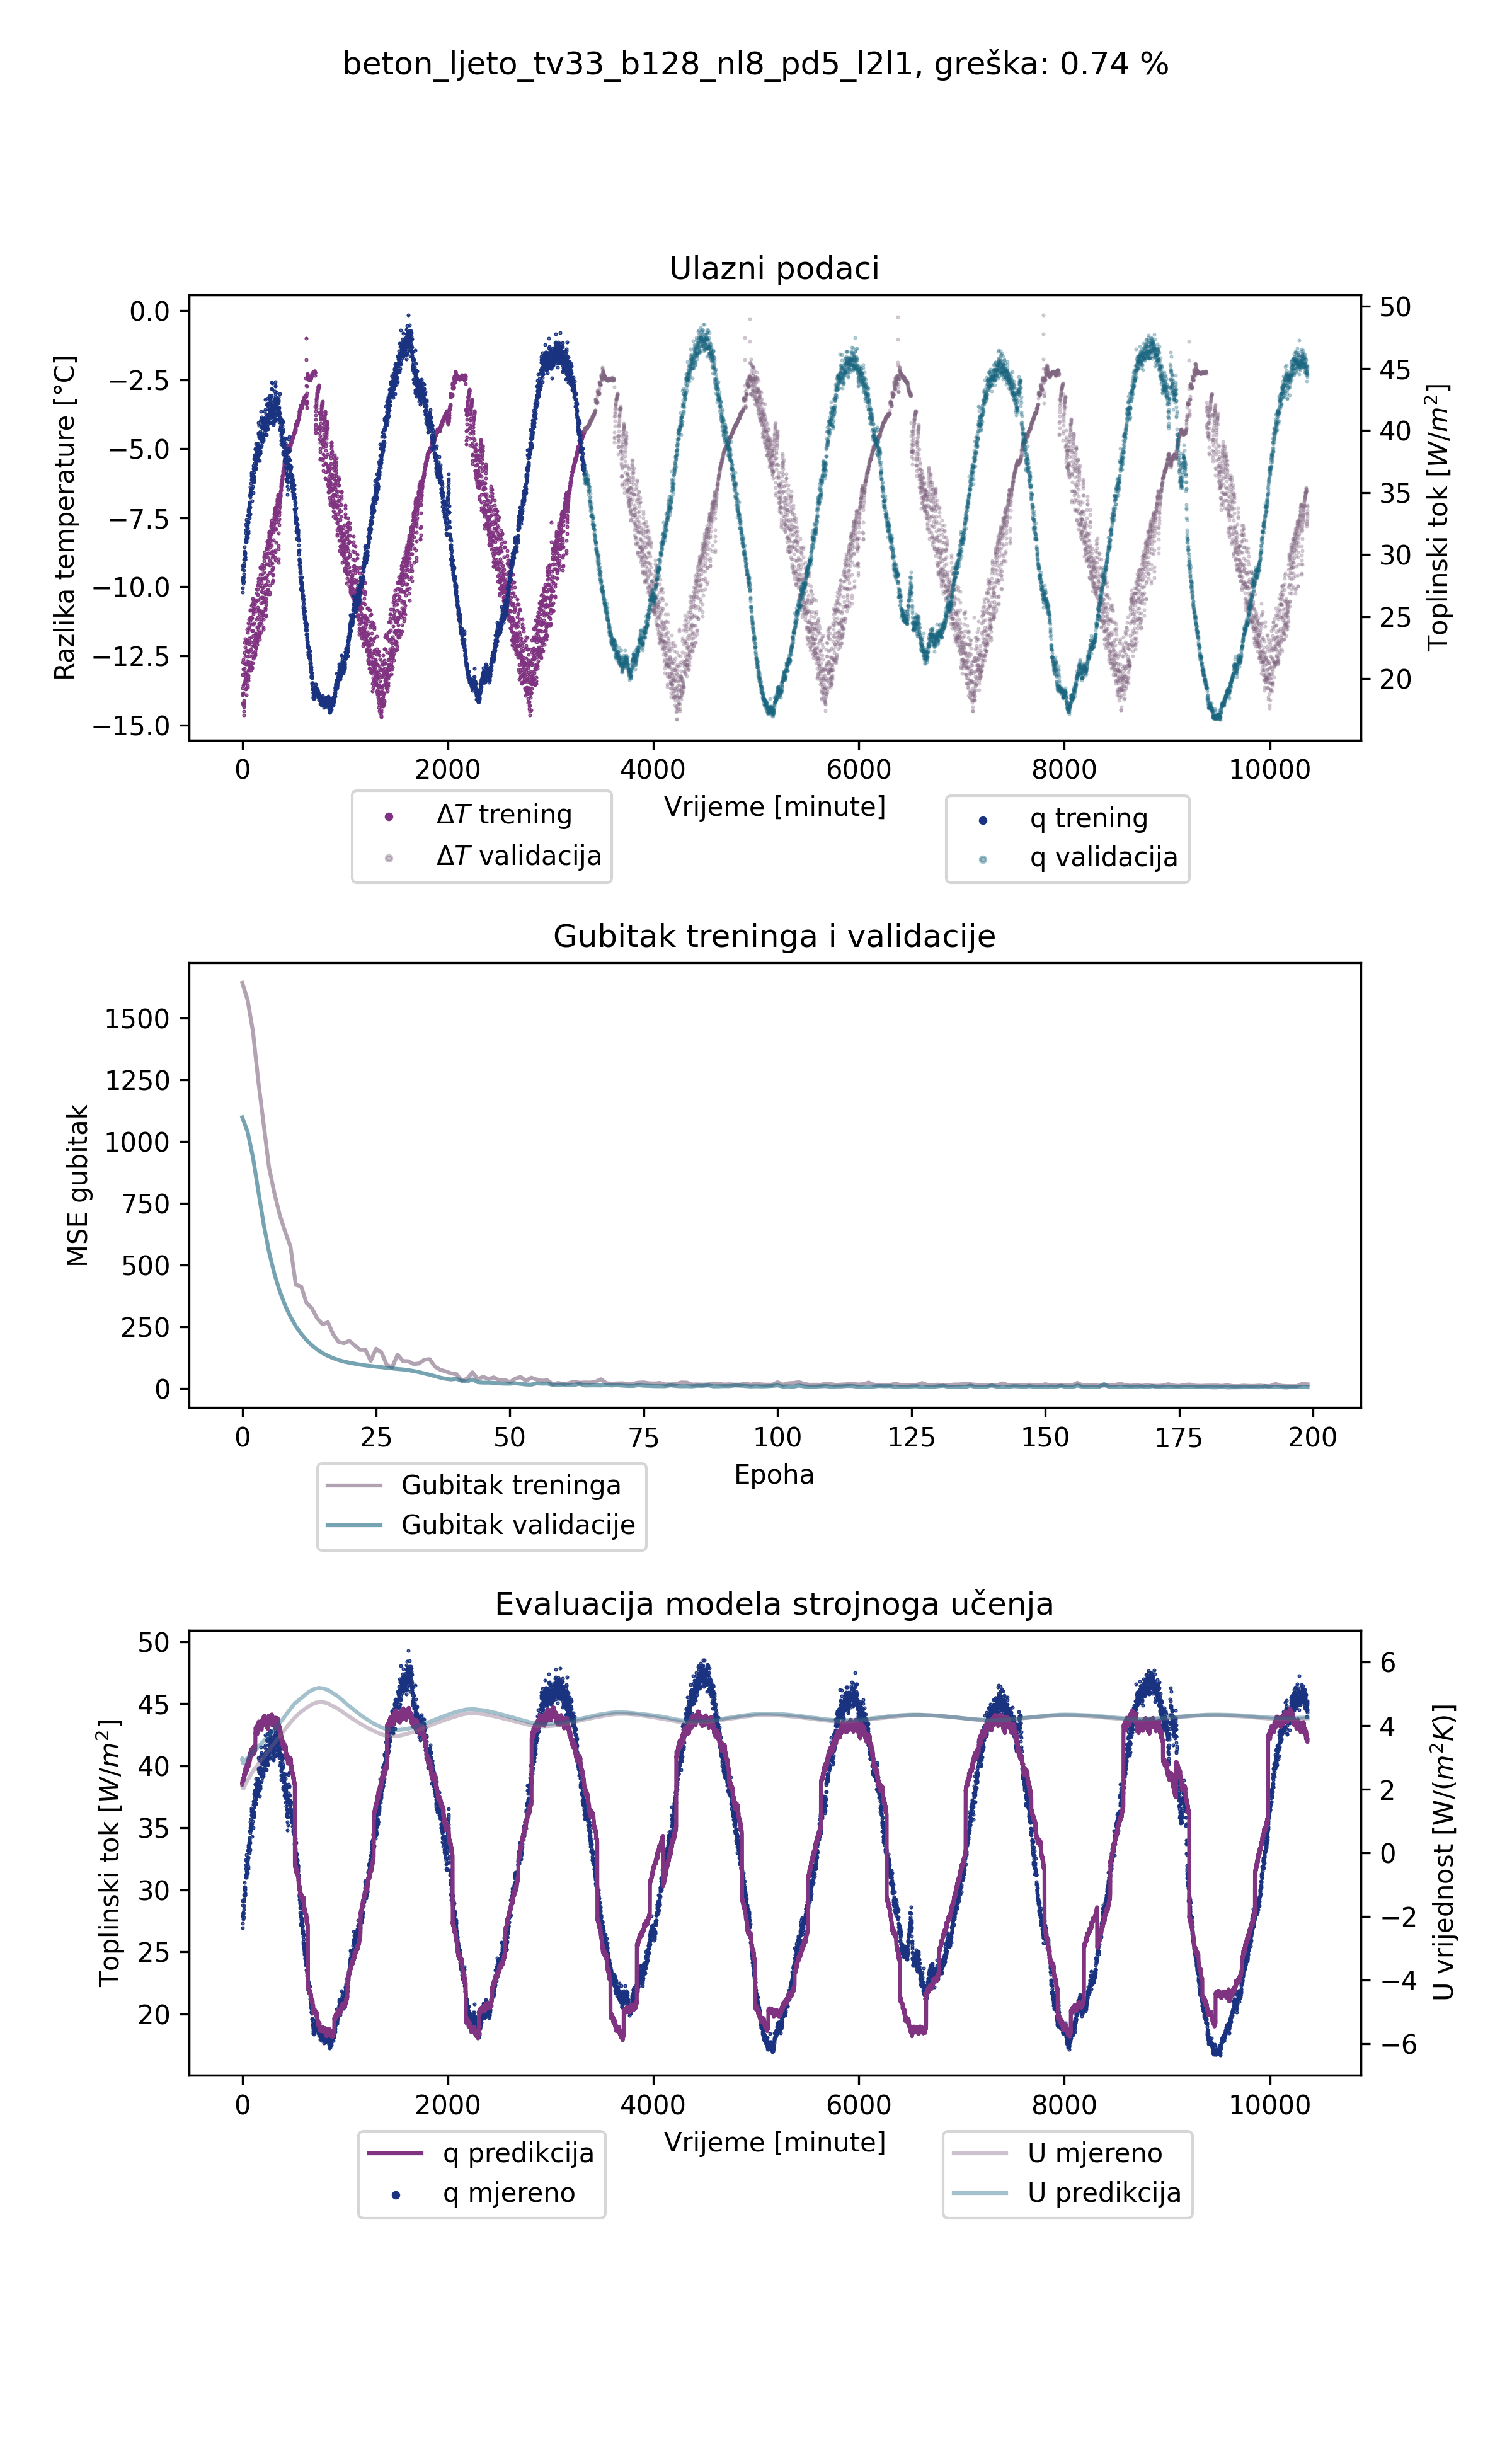 beton_ljeto_tv33_b128_nl8_pd5_l2l1, greška: 0.74 %
Ulazni podaci
Razlika temperature [°C]
0.0
−2.5
−5.0
−7.5
−10.0
−12.5
−15.0
50
45
40
35
30
25
20
Toplinski tok [W/m²]
0 2000 4000 6000 8000 10000
Vrijeme [minute]
ΔT trening
ΔT validacija
q trening
q validacija
Gubitak treninga i validacije
MSE gubitak
1500
1250
1000
750
500
250
0
0 25 50 75 100 125 150 175 200
Epoha
Gubitak treninga
Gubitak validacije
Evaluacija modela strojnoga učenja
Toplinski tok [W/m²]
50
45
40
35
30
25
20
6
4
2
0
−2
−4
−6
U vrijednost [W/(m²K)]
0 2000 4000 6000 8000 10000
Vrijeme [minute]
q predikcija
q mjereno
U mjereno
U predikcija